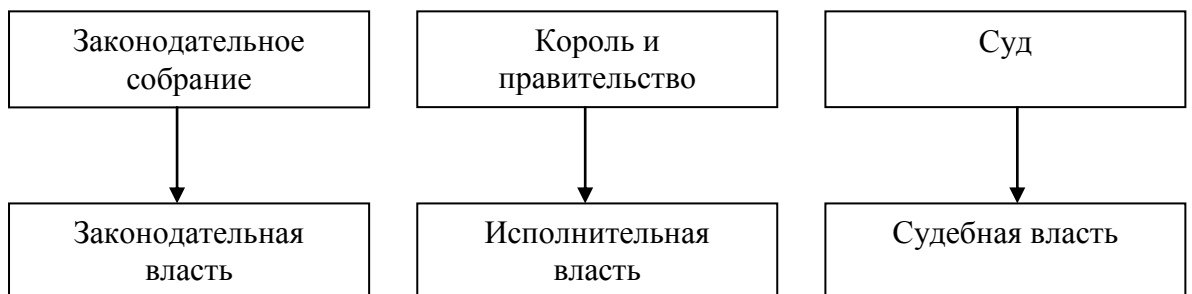 Законодательное
собрание
Король и
правительство
Суд
Законодательная
власть
Исполнительная
власть
Судебная власть